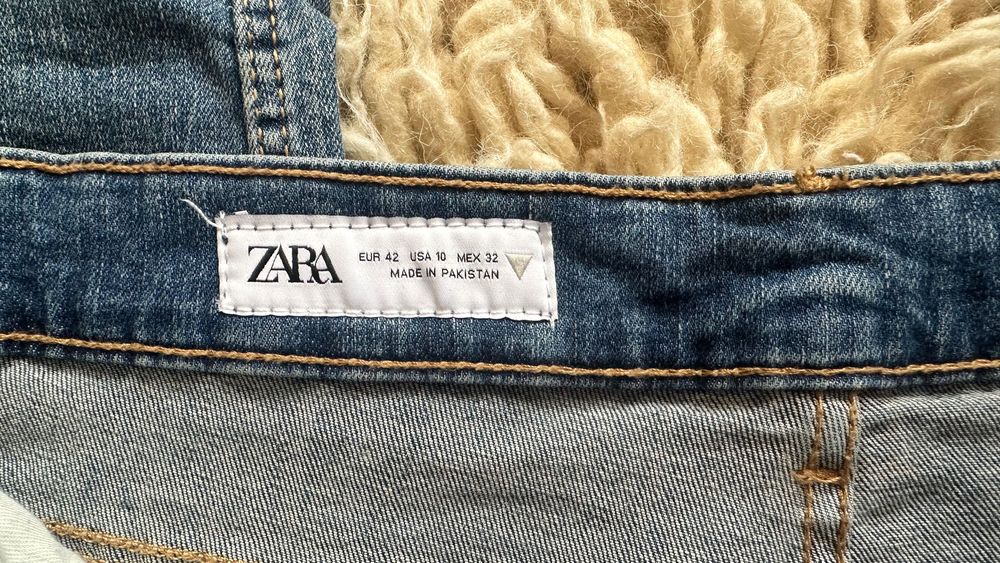 ZARA
EUR 42 USA 10 MEX 32
MADE IN PAKISTAN